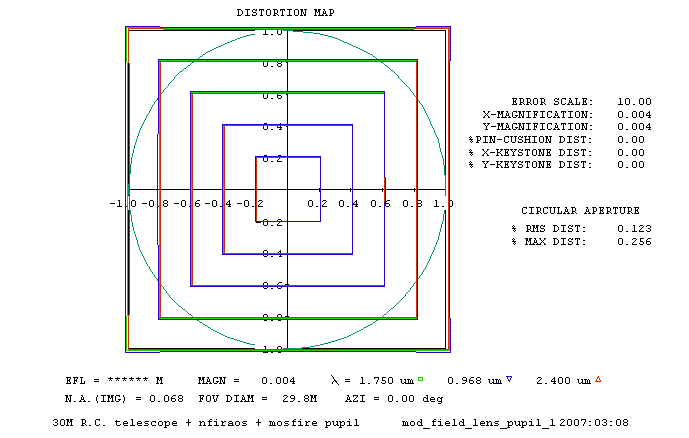 DISTORTION MAP
1.0
0.8
0.6
0.4
0.2
-1.0 -0.8 -0.6 -0.4 -0.2 0.2 0.4 0.6 0.8 1.0
-0.2
0.4
0.6
0.8
1.0
ERROR SCALE: 10.00
X-MAGNIFICATION: 0.004
Y-MAGNIFICATION: 0.004
%PIN-CUSHION DIST: 0.00
% X-KEYSTONE DIST: 0.00
% Y-KEYSTONE DIST: 0.00
CIRCULAR APERTURE
% RMS DIST: 0.123
% MAX DIST: 0.256
EFL = ****** M MAGN = 0.004 λ = 1.750 um 0.968 um 2.400 um
N.A.(IMG) = 0.068 FOV DIAM = 29.8M AZI = 0.00 deg
30M R.C. telescope + nfiraos + mosfire pupil mod_field_lens_pupil_1 2007:03:08